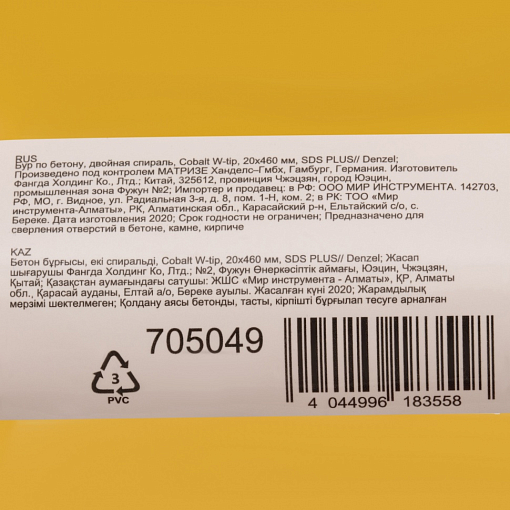 RUS
Бур по бетону, двойная спираль, Cobalt W-tip, 20x460 мм, SDS PLUS// Denzel;
Произведено под контролем МАТРИЗЕ Хандельс–Гмбх, Гамбург, Германия. Изготовитель
Фангда Холдинг Ко., Лтд.; Китай, 325612, провинция Чжэцзян, город Юэцин,
промышленная зона Фужун №2; Импортер и продавец: в РФ: ООО МИР ИНСТРУМЕНТА. 142703,
РФ, МО, г. Видное, ул. Радиальная 3-я, д. 8, пом. 1-Н, ком. 2; в РК: ТОО «Мир
инструмента-Алматы», РК, Алматинская обл., Карасайский р-н, Ельтайский с/о, с.
Береке. Дата изготовления 2020; Срок годности не ограничен; Предназначено для
сверления отверстий в бетоне, камне, кирпиче
KAZ
Бетон бұрғысы, екі спиральді, Cobalt W-tip, 20x460 мм, SDS PLUS// Denzel; Жасап
шығарушы Фангда Холдинг Ко, Лтд.; №2, Фужун Өнеркәсіптік аймағы, Юэцин, Чжэцзян,
Қытай; Қазақстан аумағындағы сатушы: ЖШС «Мир инструмента - Алматы», ҚР, Алматы
обл., Қарасай ауданы, Елтай а/о, Береке ауылы. Жасалған күні 2020; Жарамдылық
мерзімі шектелмеген; Қолдану аясы бетонды, тасты, кірпішті бұрғылап тесуге арналған
705049
3
PVC
4 044996 183558